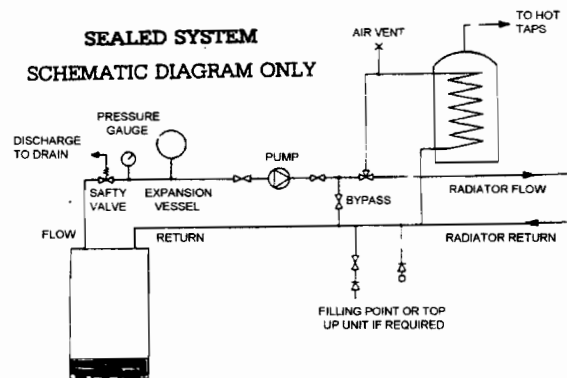 SEALED SYSTEM
SCHEMATIC DIAGRAM ONLY
AIR VENT
TO HOT
TAPS
PRESSURE
GAUGE
DISCHARGE
TO DRAIN
PUMP
SAFTY
VALVE
EXPANSION
VESSEL
BYPASS
RADIATOR FLOW
FLOW
RETURN
RADIATOR RETURN
FILLING POINT OR TOP
UP UNIT IF REQUIRED